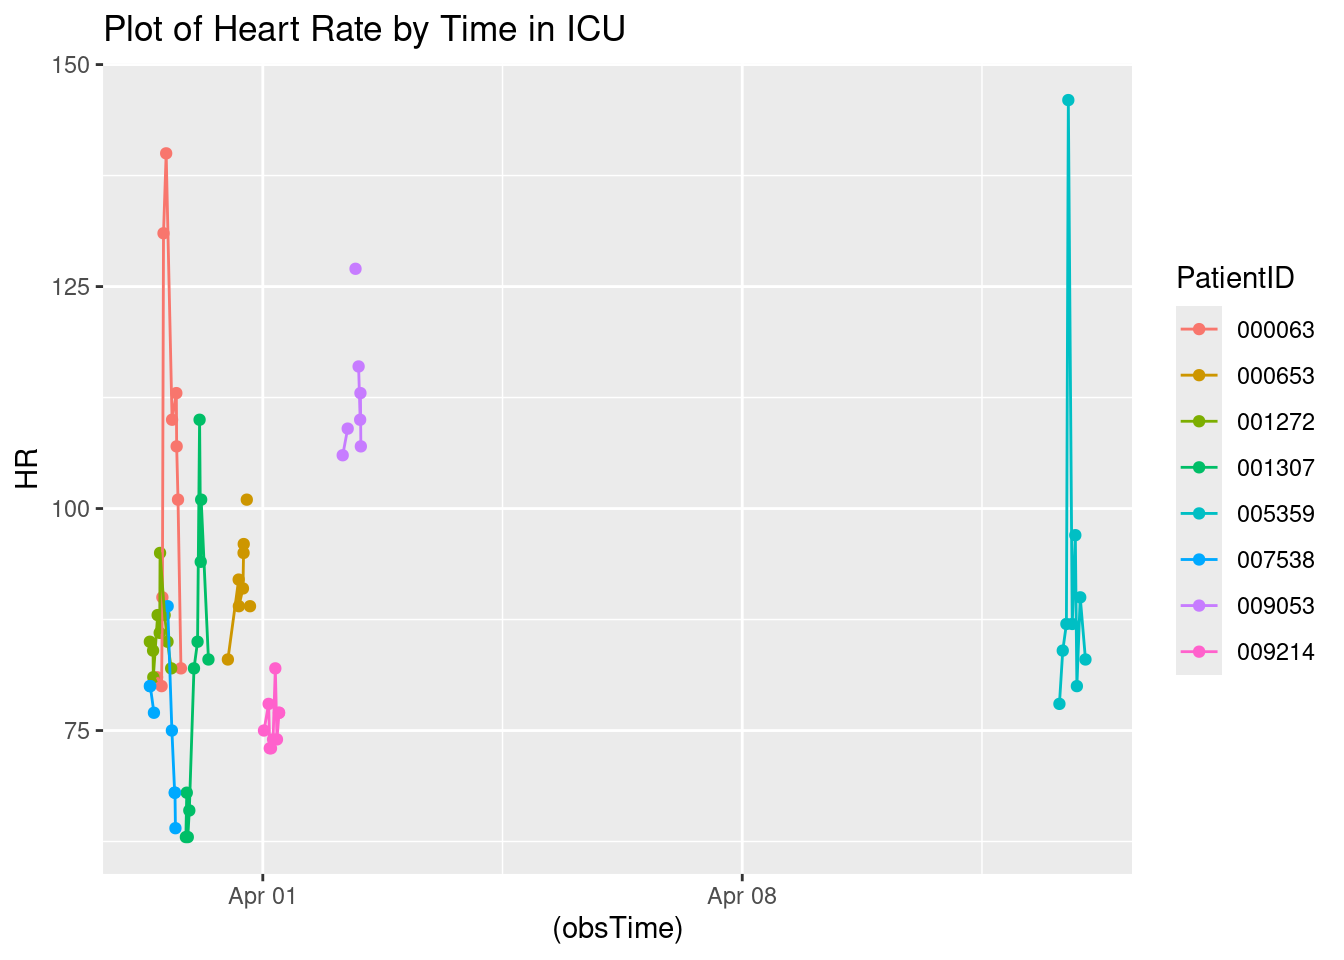 Plot of Heart Rate by Time in ICU
150
125
100
75
HR
Apr 01
Apr 08
(obsTime)
PatientID
000063
000653
001272
001307
005359
007538
009053
009214